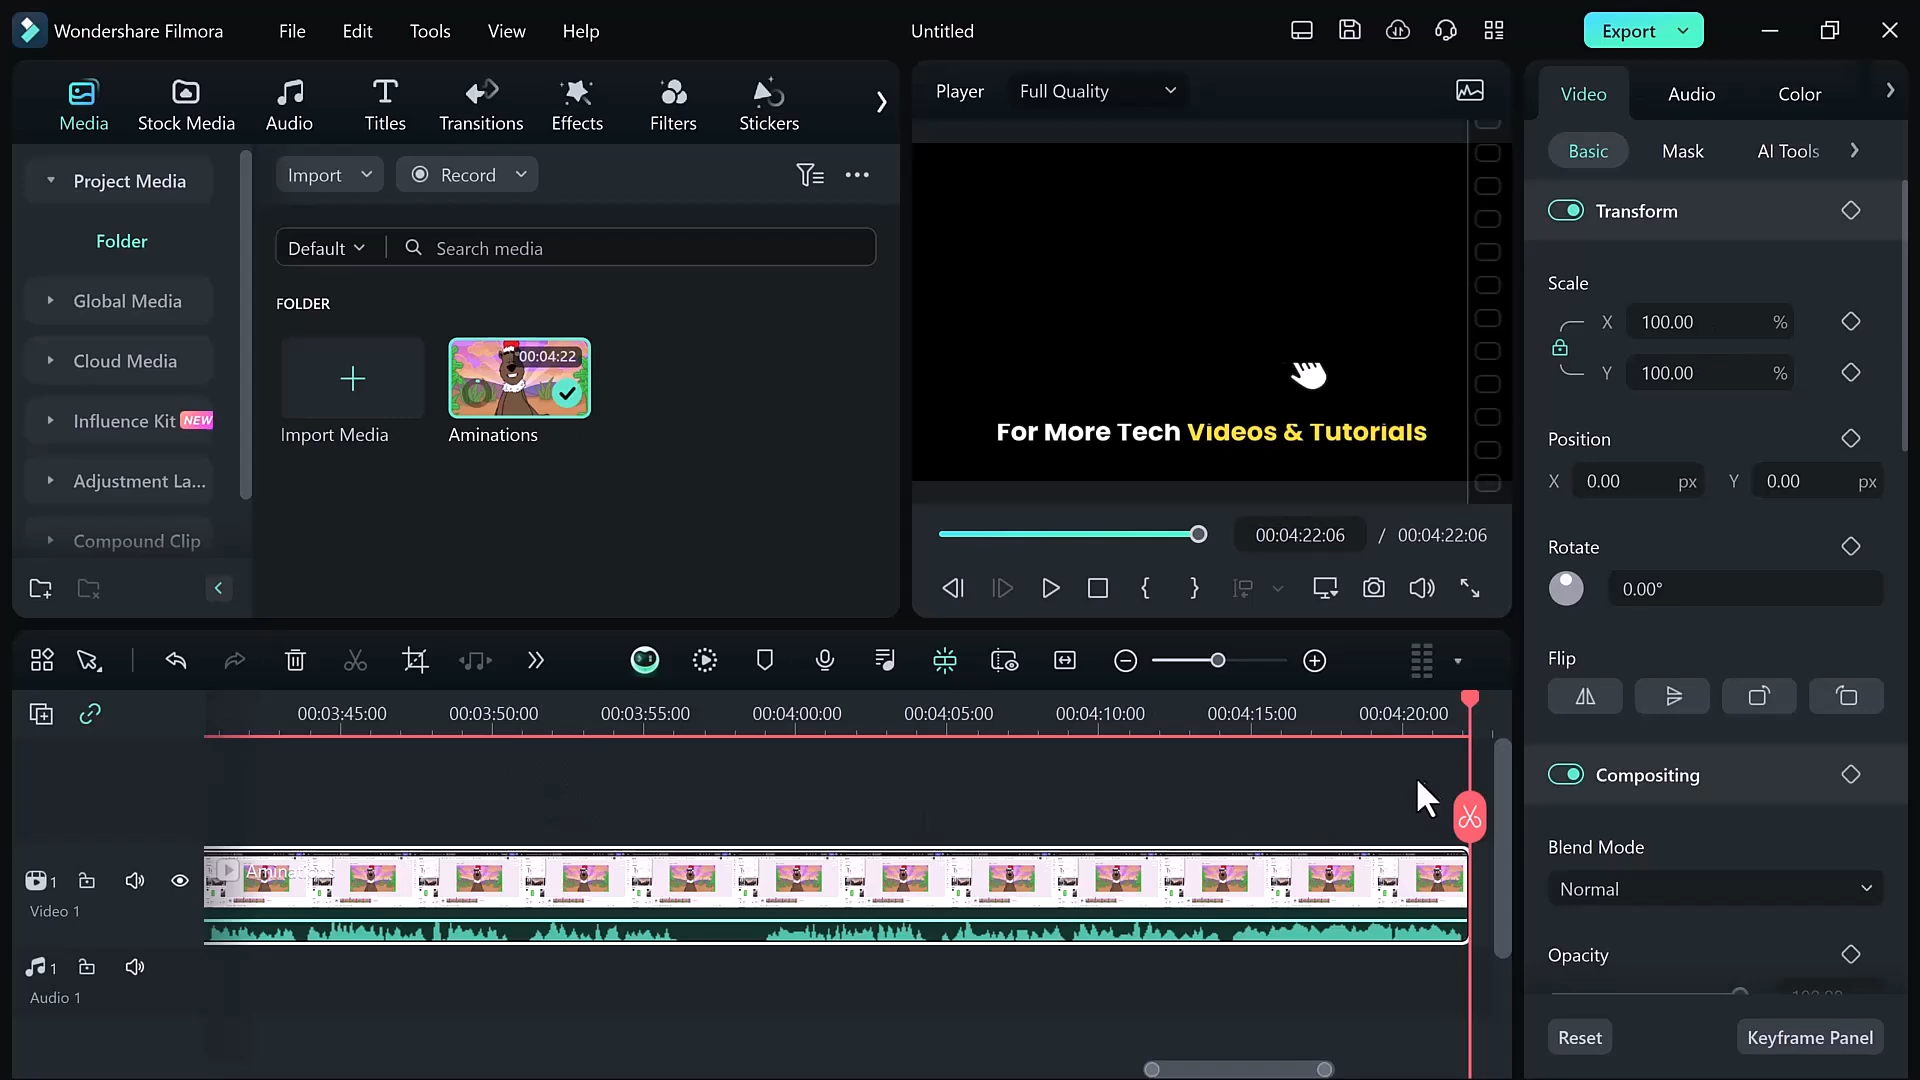 Wondershare Filmora File Edit Tools View Help Untitled Export
Media Stock Media Audio Titles Transitions Effects Filters Stickers
Project Media
Folder
Global Media
Cloud Media
Influence Kit NEW
Adjustment La...
Compound Clip
Import Record
Default Search media
FOLDER
00:04:22
Import Media
Aminations
Player Full Quality
For More Tech Videos & Tutorials
00:04:22:06 / 00:04:22:06
Video Audio Color
Basic Mask AI Tools
Transform
Scale
X 100.00 %
Y 100.00 %
Position
X 0.00 px Y 0.00 px
Rotate
0.00°
Flip
Compositing
Blend Mode
Normal
Opacity
100.00
Reset Keyframe Panel
00:03:45:00 00:03:50:00 00:03:55:00 00:04:00:00 00:04:05:00 00:04:10:00 00:04:15:00 00:04:20:00
Aminations
1
Video 1
1
Audio 1